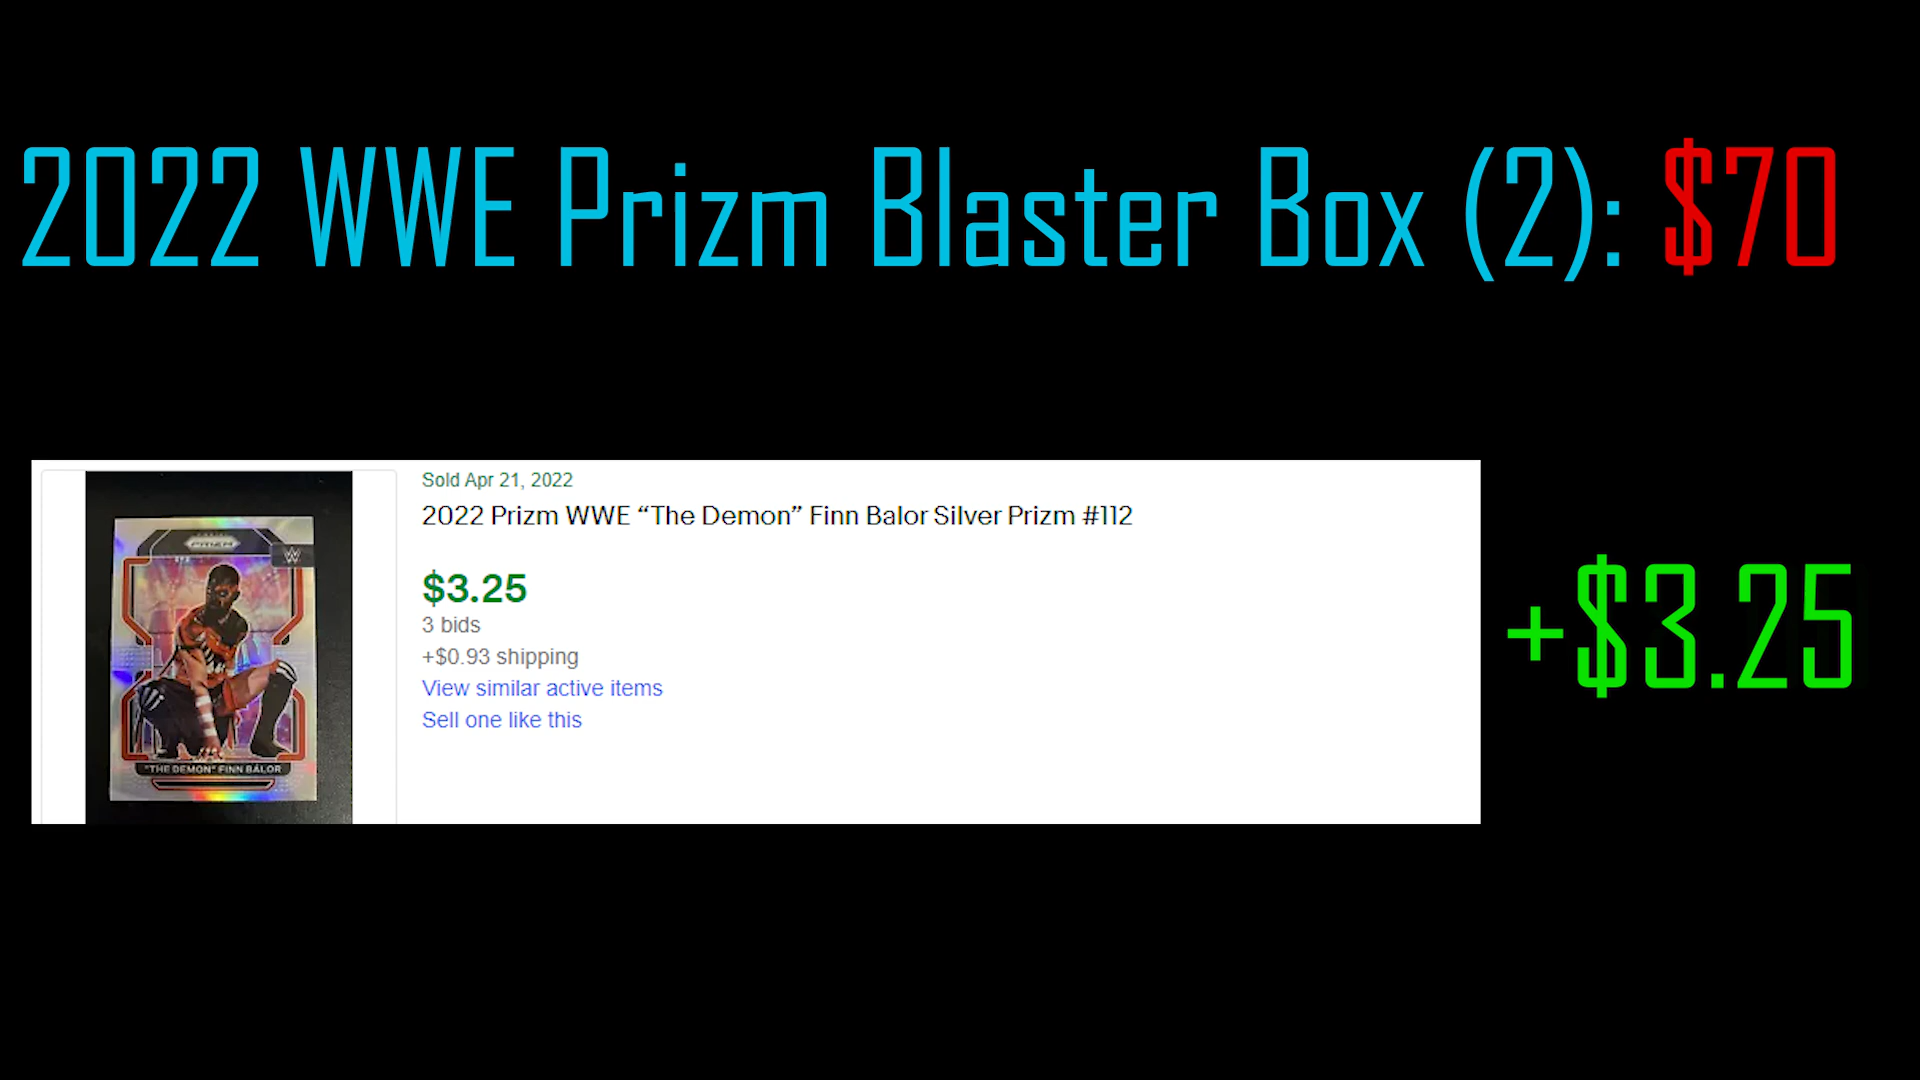 2022 WWE Prizm Blaster Box (2): $70
Sold Apr 21, 2022
2022 Prizm WWE “The Demon” Finn Balor Silver Prizm #112
$3.25
3 bids
+$0.93 shipping
View similar active items
Sell one like this
PRIZM
W
"THE DEMON" FINN BÁLOR
+$3.25